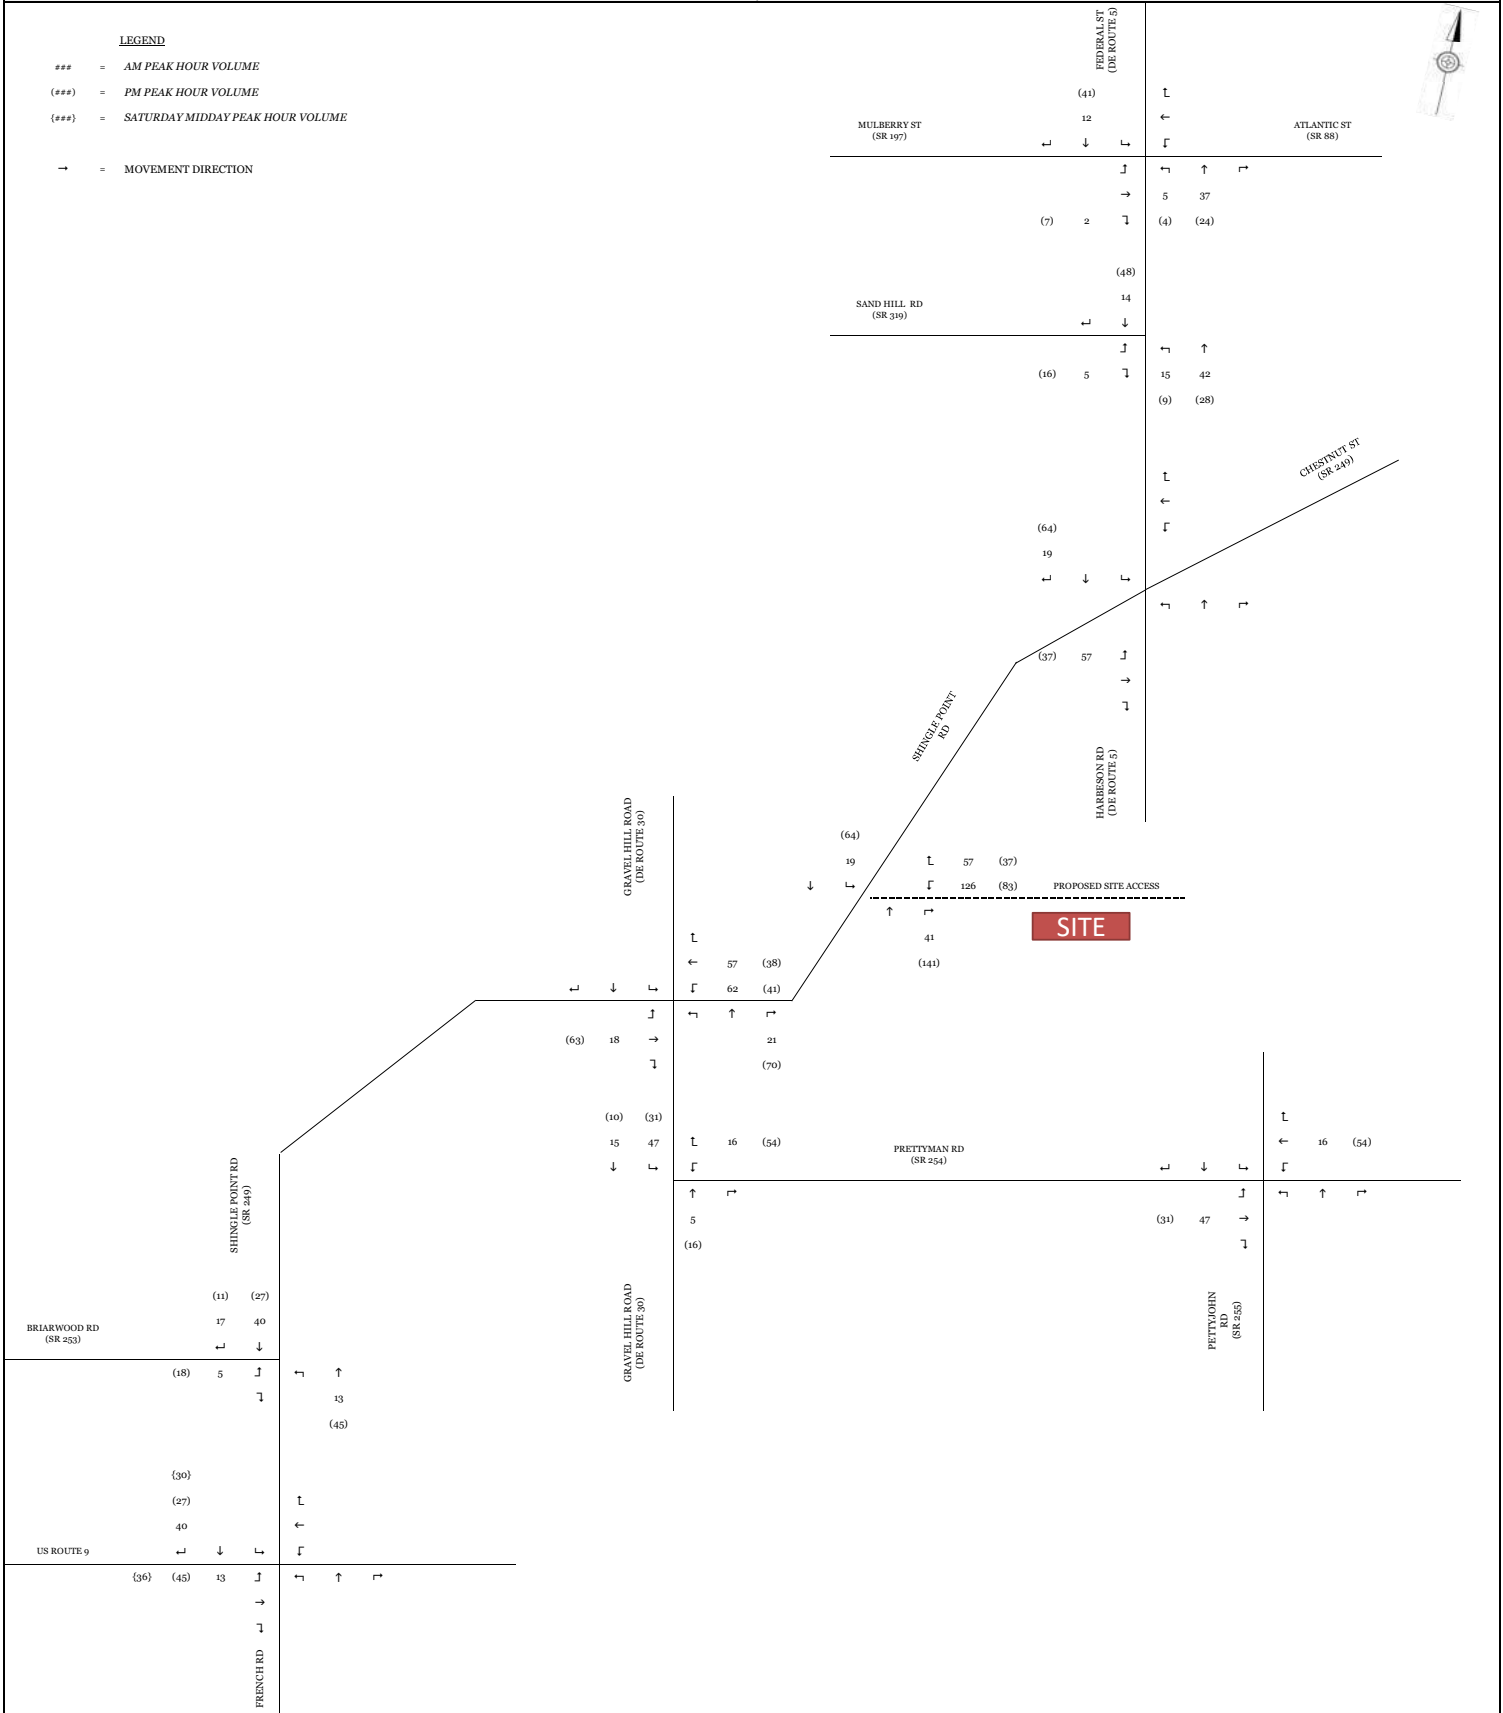 LEGEND
### = AM PEAK HOUR VOLUME
(###) = PM PEAK HOUR VOLUME
{###} = SATURDAY MIDDAY PEAK HOUR VOLUME
→ = MOVEMENT DIRECTION
FEDERAL ST
(DE ROUTE 5)
MULBERRY ST
(SR 197)
ATLANTIC ST
(SR 88)
(41)
12
5 37
(7) 2 (4) (24)
(48)
14
SAND HILL RD
(SR 319)
(16) 5 15 42
(9) (28)
CHESTNUT ST
(SR 249)
(64)
19
(37) 57
SHINGLE POINT
RD
HARBESON RD
(DE ROUTE 5)
GRAVEL HILL ROAD
(DE ROUTE 30)
(64)
19 57 (37)
126 (83) PROPOSED SITE ACCESS
SITE
41
(141)
57 (38)
62 (41)
(63) 18 21
(70)
(10) (31)
15 47 16 (54)
PRETTYMAN RD
(SR 254)
16 (54)
5
(16)
(31) 47
SHINGLE POINT RD
(SR 249)
GRAVEL HILL ROAD
(DE ROUTE 30)
PETTYJOHN
RD
(SR 255)
(11) (27)
17 40
BRIARWOOD RD
(SR 253)
(18) 5
13
(45)
{30}
(27)
40
US ROUTE 9
{36} (45) 13
FRENCH RD